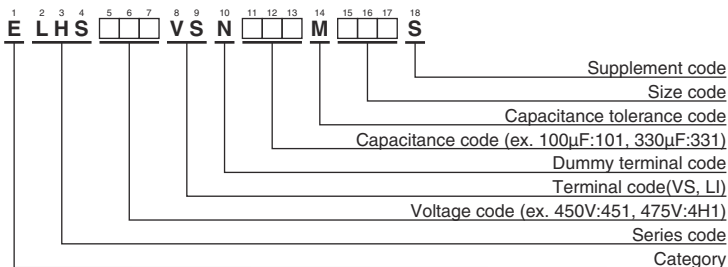 1 2 3 4 5 6 7 8 9 10 11 12 13 14 15 16 17 18
E L H S V S N M S
Supplement code
Size code
Capacitance tolerance code
Capacitance code (ex. 100μF:101, 330μF:331)
Dummy terminal code
Terminal code(VS, LI)
Voltage code (ex. 450V:451, 475V:4H1)
Series code
Category